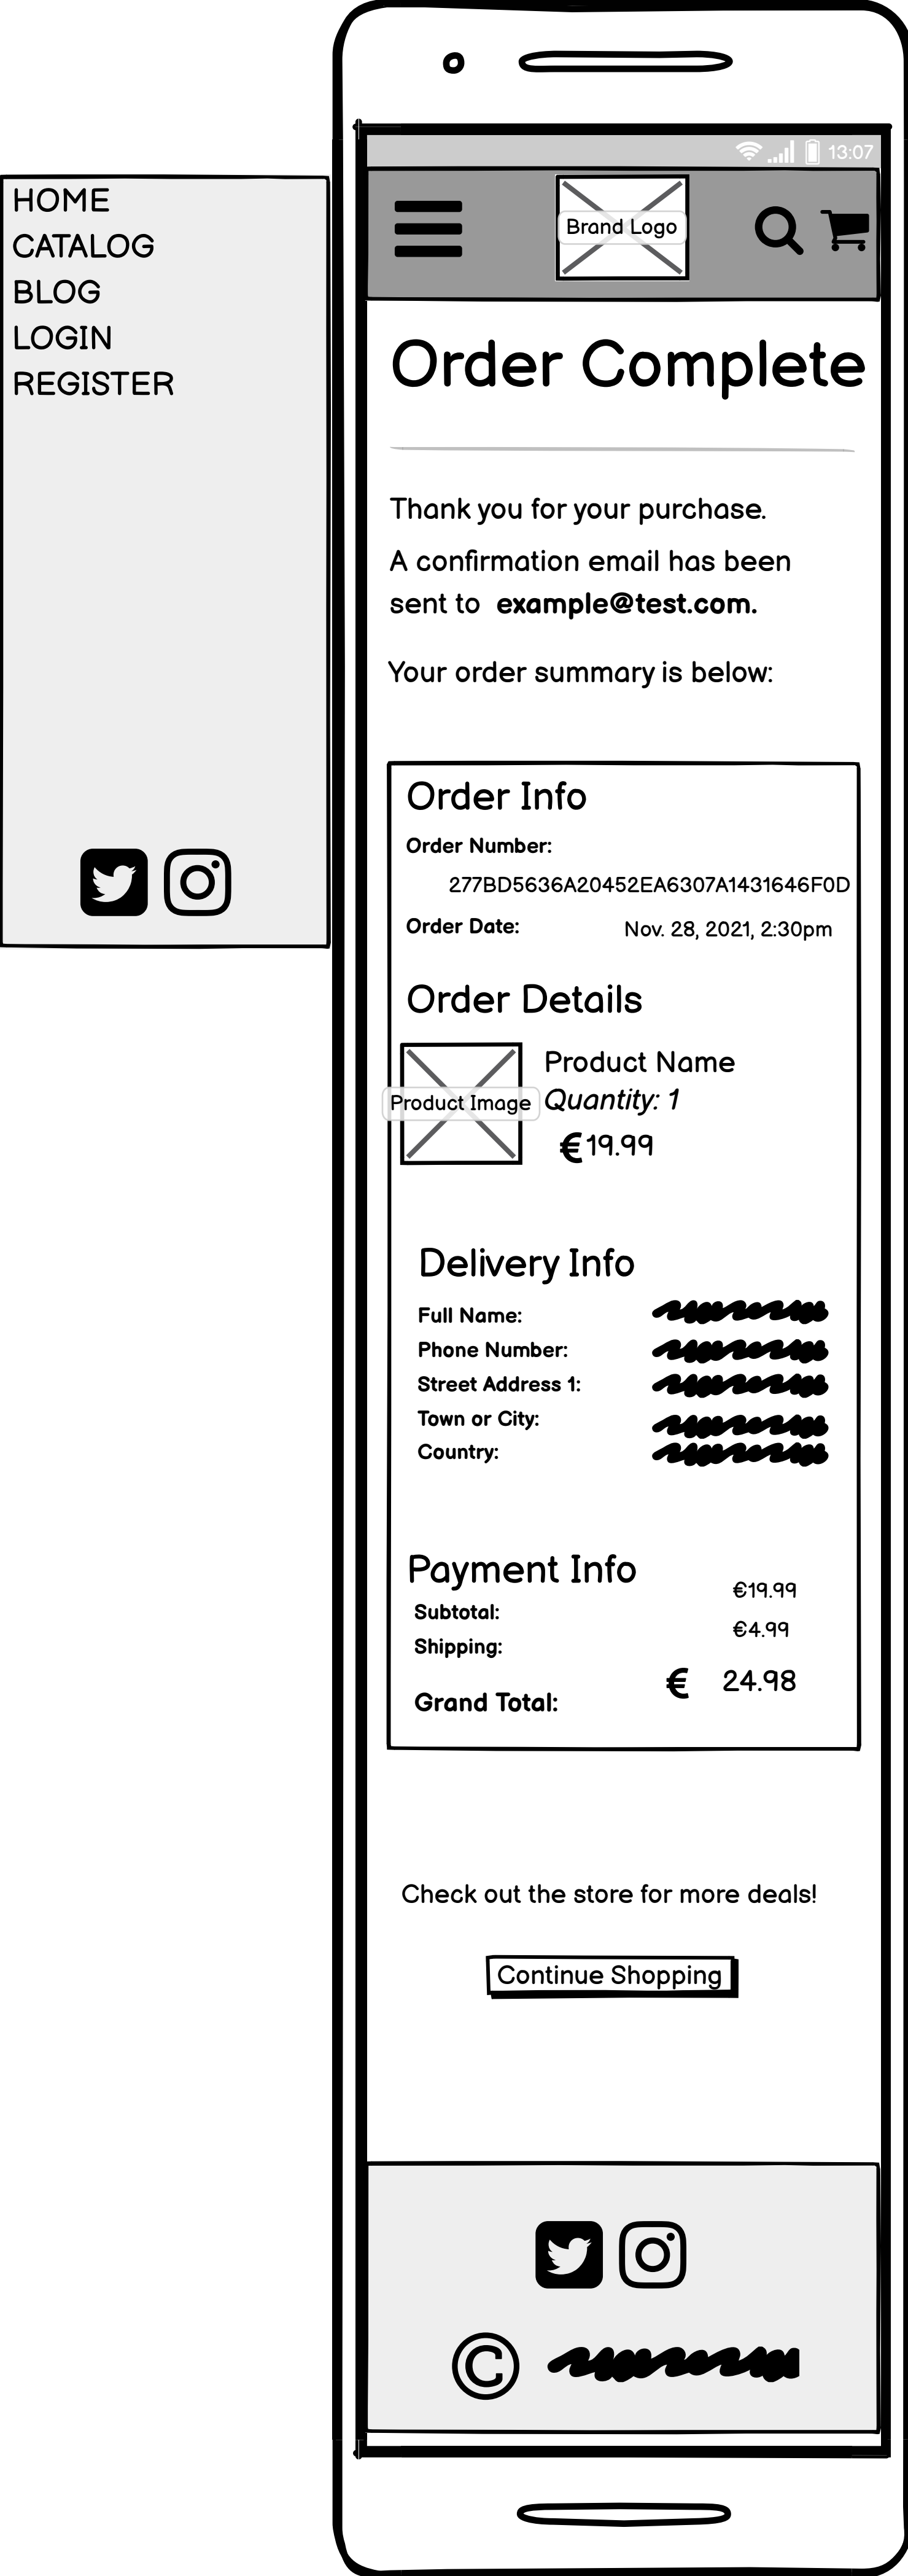 HOME
CATALOG
BLOG
LOGIN
REGISTER
13:07
Brand Logo
Order Complete
Thank you for your purchase.
A confirmation email has been
sent to example@test.com.
Your order summary is below:
Order Info
Order Number:
277BD5636A20452EA6307A1431646F0D
Order Date: Nov. 28, 2021, 2:30pm
Order Details
Product Image
Product Name
Quantity: 1
€19.99
Delivery Info
Full Name:
Phone Number:
Street Address 1:
Town or City:
Country:
Payment Info
Subtotal: €19.99
Shipping: €4.99
Grand Total: € 24.98
Check out the store for more deals!
Continue Shopping
©